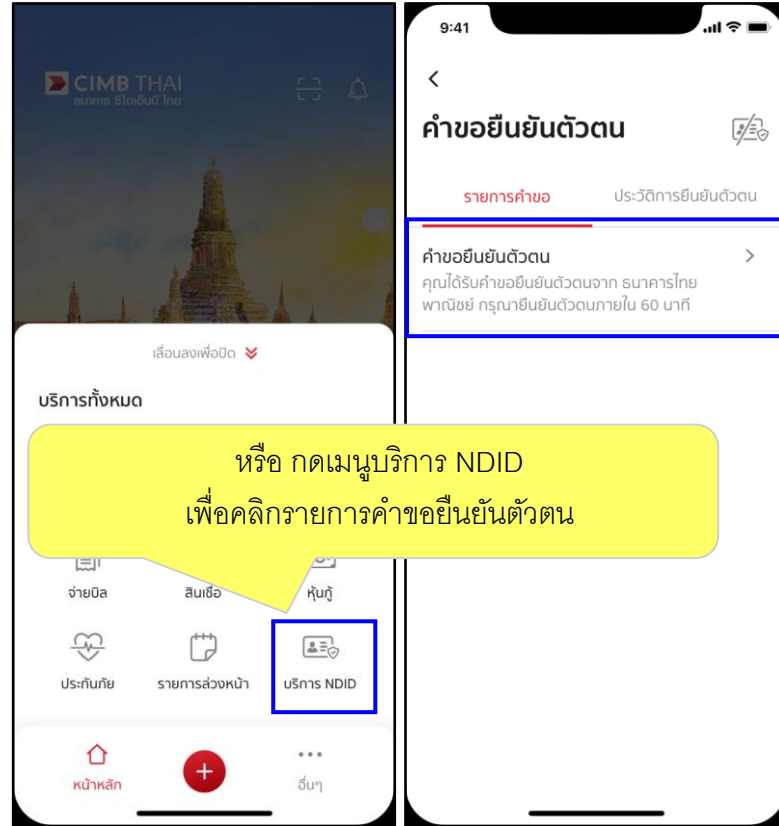 CIMB THAI
ธนาคาร ซีไอเอ็มบี ไทย
เลื่อนลงเพื่อปิด
บริการทั้งหมด
หรือ กดเมนูบริการ NDID
เพื่อคลิกรายการคำขอยืนยันตัวตน
จ่ายบิล
สินเชื่อ
หุ้นกู้
ประกันภัย
รายการล่วงหน้า
บริการ NDID
หน้าหลัก
อื่นๆ
9:41
คำขอยืนยันตัวตน
รายการคำขอ
ประวัติการยืนยันตัวตน
คำขอยืนยันตัวตน
คุณได้รับคำขอยืนยันตัวตนจาก ธนาคารไทย
พาณิชย์ กรุณายืนยันตัวตนภายใน 60 นาที